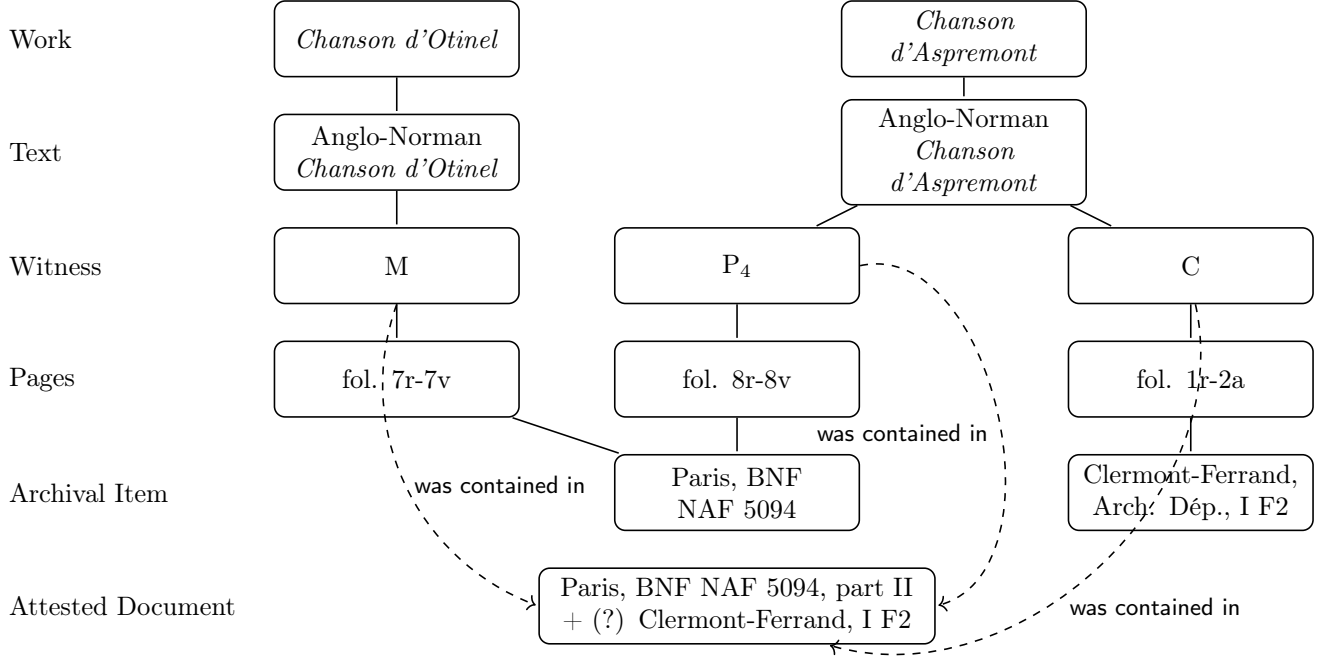 Work
Chanson d'Otinel
Chanson
d'Aspremont
Text
Anglo-Norman
Chanson d'Otinel
Anglo-Norman
Chanson
d'Aspremont
Witness
M
P₄
C
Pages
fol. 7r-7v
fol. 8r-8v
fol. 1r-2a
was contained in
was contained in
Archival Item
Paris, BNF
NAF 5094
Clermont-Ferrand,
Arch. Dép., I F2
Attested Document
Paris, BNF NAF 5094, part II
+ (?) Clermont-Ferrand, I F2
was contained in